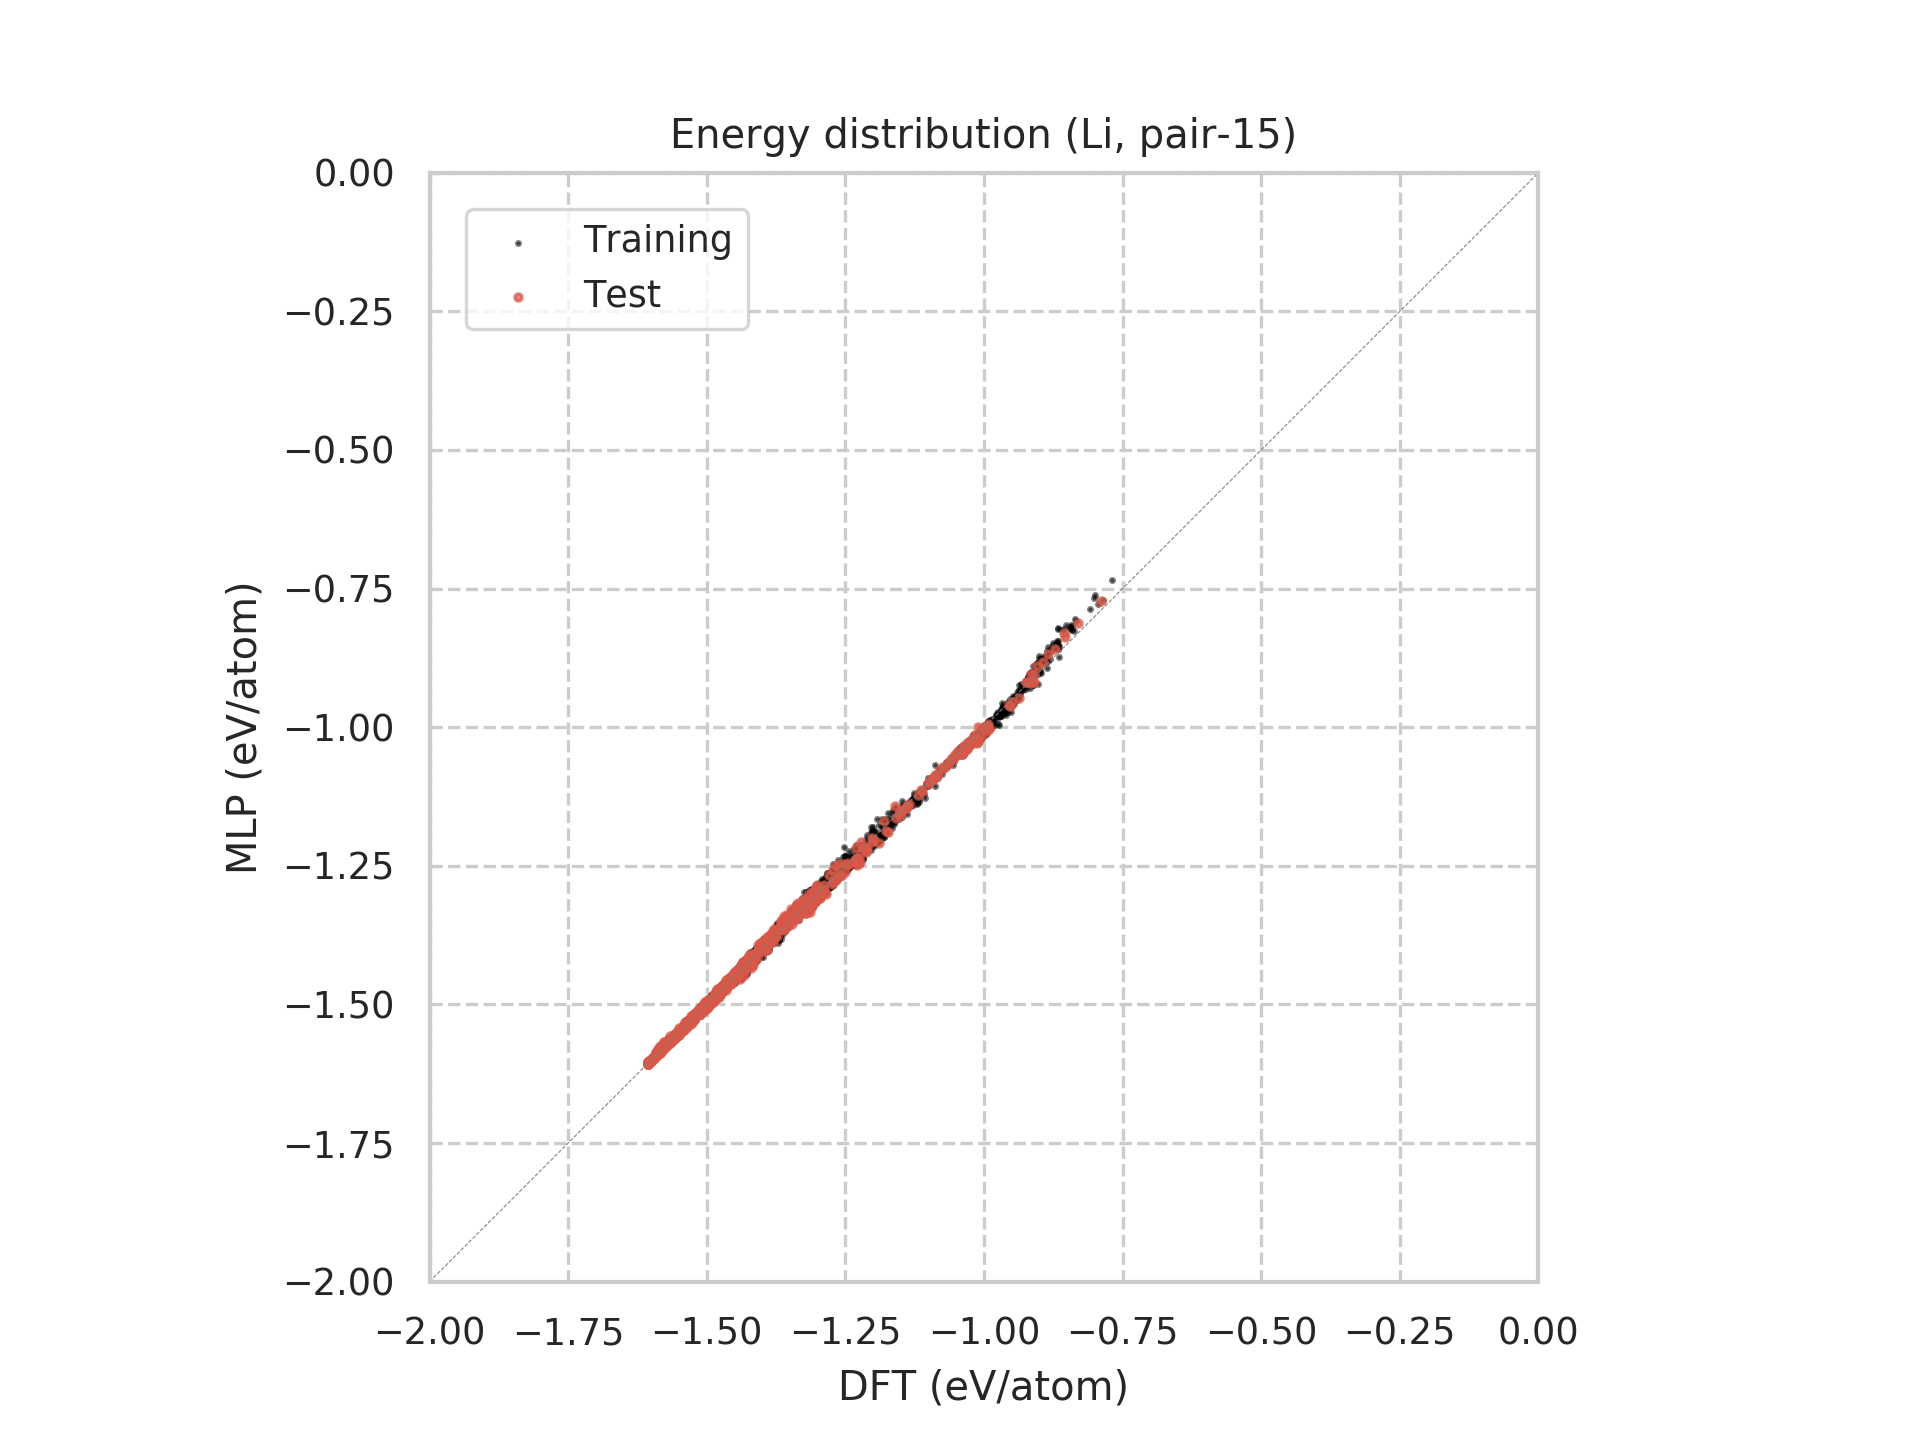 Energy distribution (Li, pair-15)
0.00
−0.25
−0.50
−0.75
−1.00
−1.25
−1.50
−1.75
−2.00
Training
Test
MLP (eV/atom)
−2.00 −1.75 −1.50 −1.25 −1.00 −0.75 −0.50 −0.25 0.00
DFT (eV/atom)